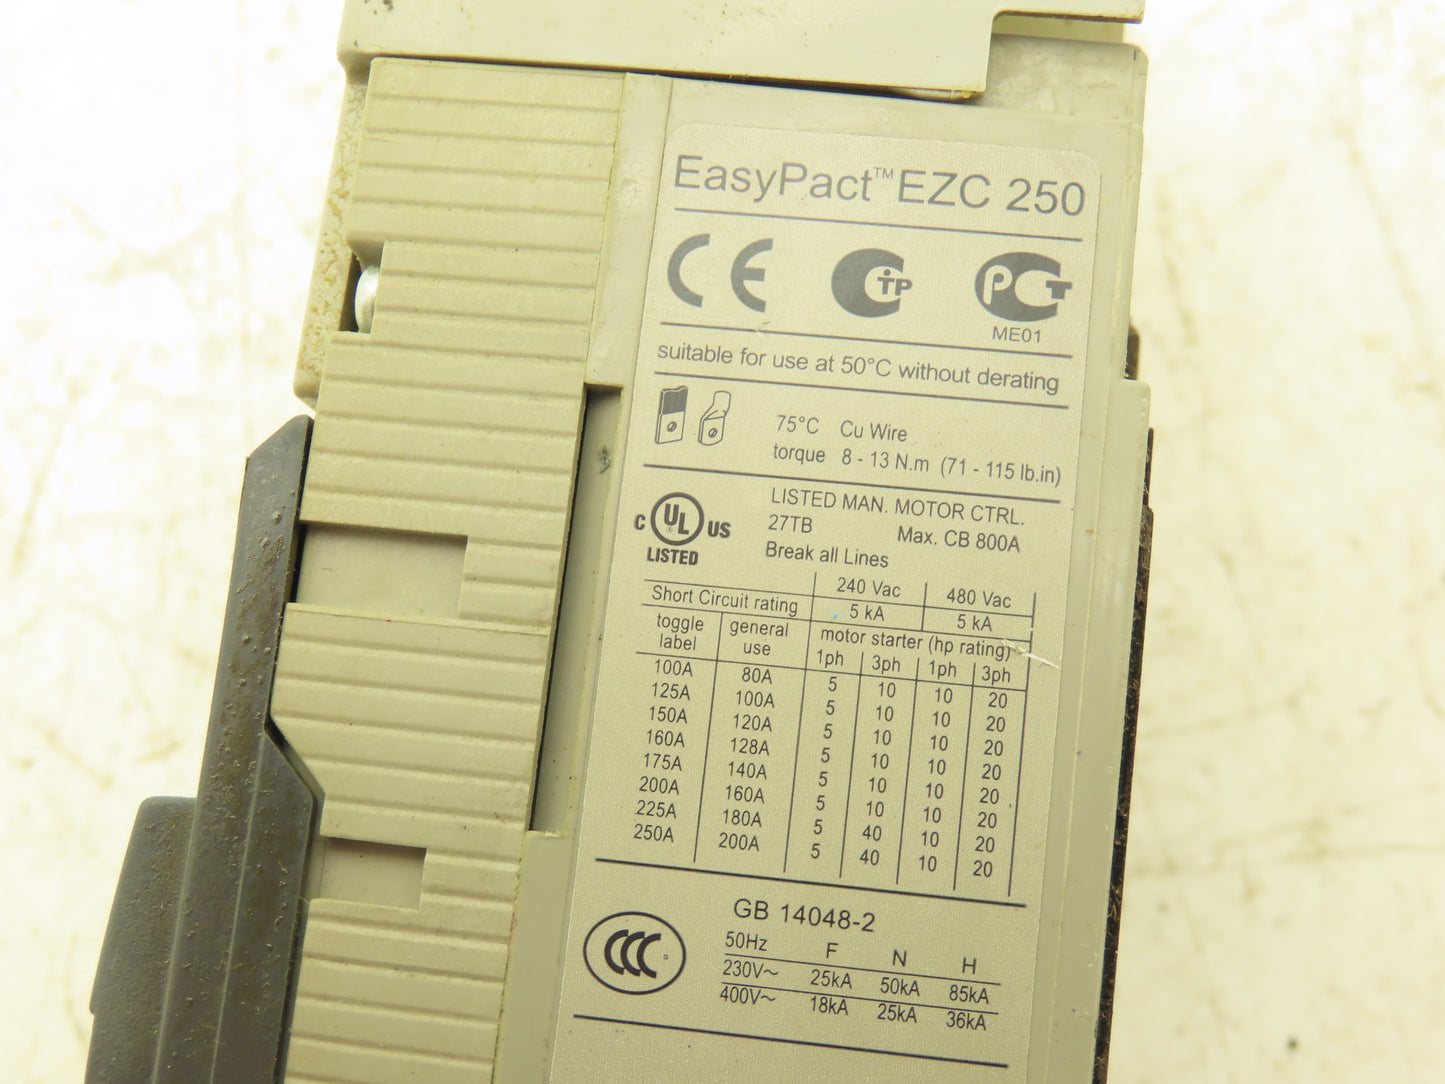 EasyPact™ EZC 250
CE CTP PCT
ME01
suitable for use at 50°C without derating
75°C Cu Wire
torque 8 - 13 N.m (71 - 115 lb.in)
C UL US
LISTED
LISTED MAN. MOTOR CTRL.
27TB Max. CB 800A
Break all Lines
240 Vac 480 Vac
Short Circuit rating 5 kA 5 kA
toggle label general use motor starter (hp rating)
1ph 3ph 1ph 3ph
100A 80A 5 10 10 20
125A 100A 5 10 10 20
150A 120A 5 10 10 20
160A 128A 5 10 10 20
175A 140A 5 10 10 20
200A 160A 5 10 10 20
225A 180A 5 40 10 20
250A 200A 5 40 10 20
CCC S
GB 14048-2
50Hz F N H
230V~ 25kA 50kA 85kA
400V~ 18kA 25kA 36kA